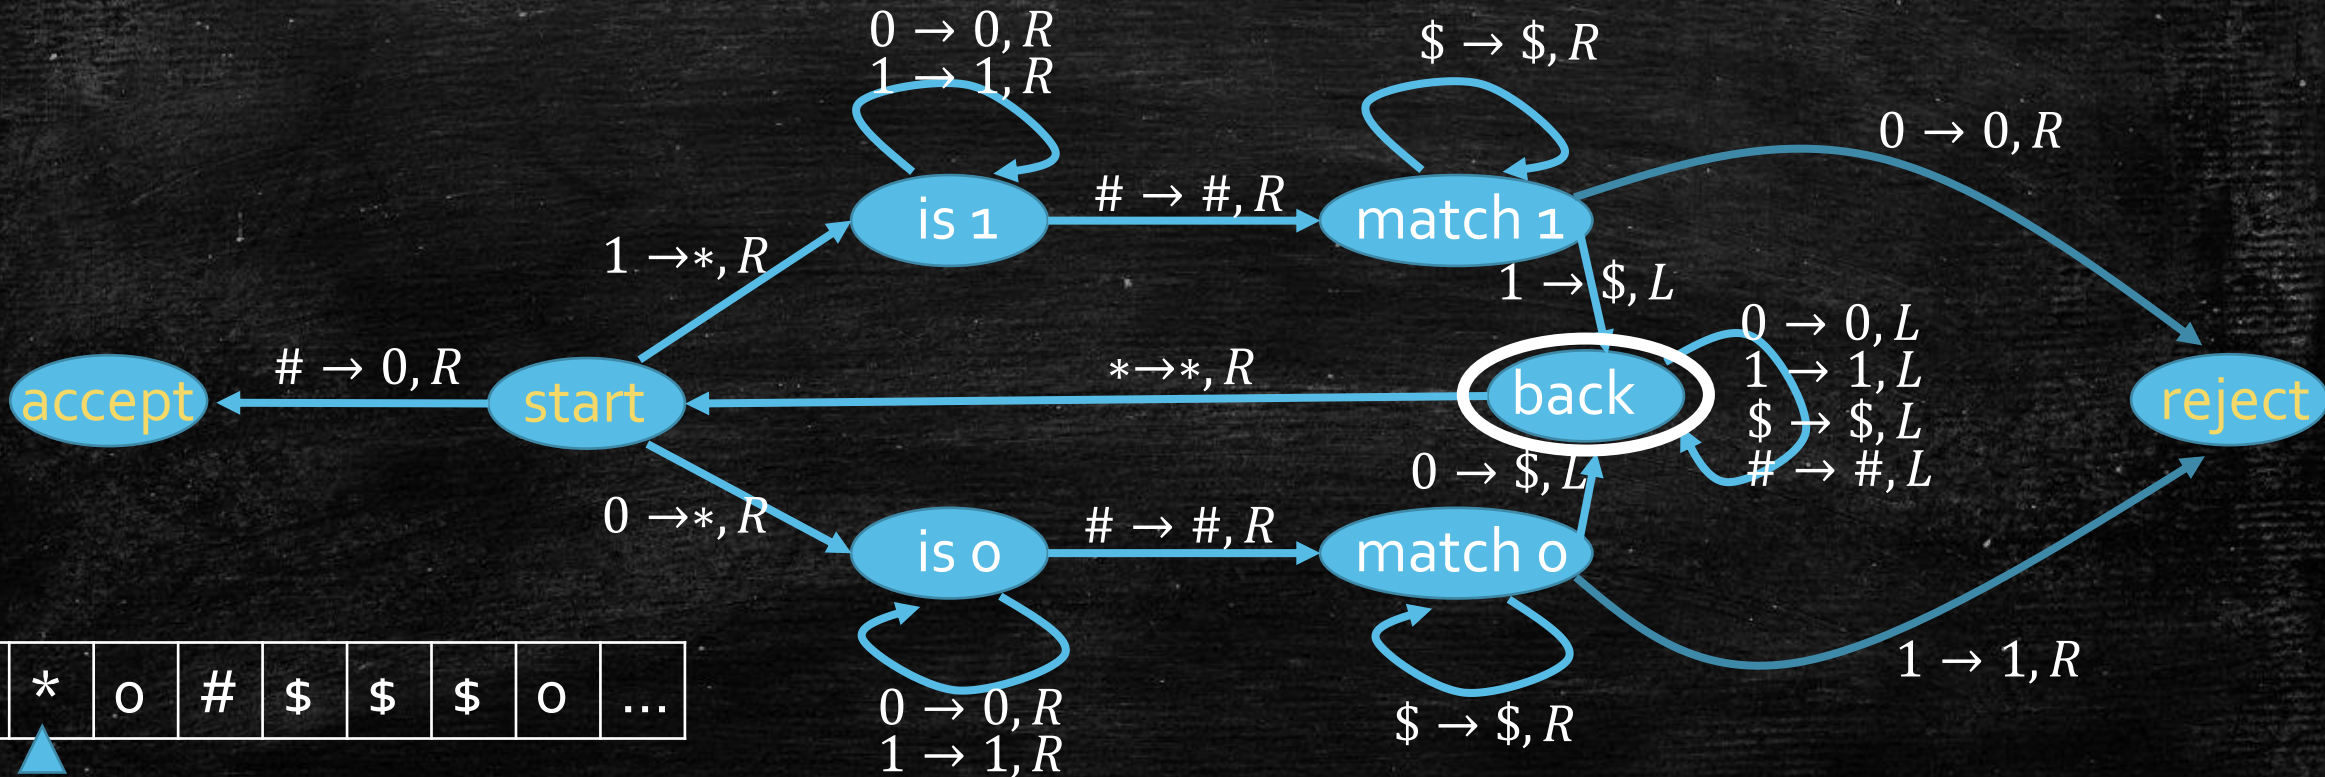 0 → 0, R
1 → 1, R
$ → $, R
0 → 0, R
is 1
# → #, R
match 1
1 →*, R
1 → $, L
0 → 0, L
1 → 1, L
$ → $, L
# → #, L
accept
# → 0, R
start
*→*, R
back
reject
0 → $, L
0 →*, R
is 0
# → #, R
match 0
1 → 1, R
* 0 # $ $ $ 0 ...
0 → 0, R
1 → 1, R
$ → $, R